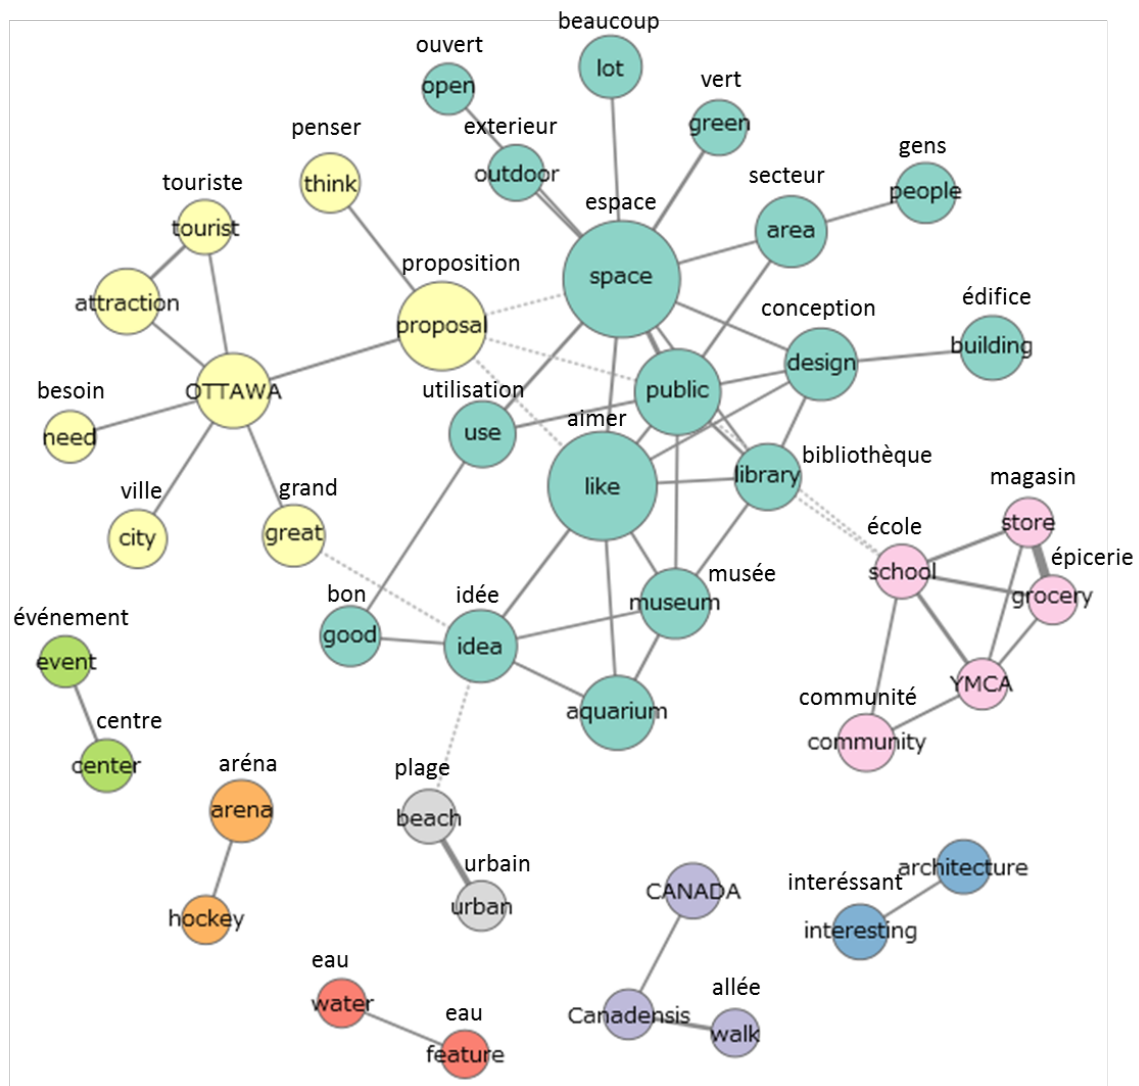 beaucoup
lot
ouvert
open
vert
green
exterieur
outdoor
penser
think
gens
people
secteur
area
touriste
tourist
espace
space
proposition
proposal
attraction
édifice
building
conception
design
OTTAWA
besoin
need
utilisation
use
public
aimer
like
bibliothèque
library
ville
city
grand
great
magasin
store
école
school
épicerie
grocery
musée
museum
bon
good
idée
idea
événement
event
YMCA
communauté
community
aquarium
centre
center
aréna
arena
hockey
plage
beach
urbain
urban
CANADA
Canadensis
allée
walk
architecture
interéssant
interesting
eau
water
eau
feature